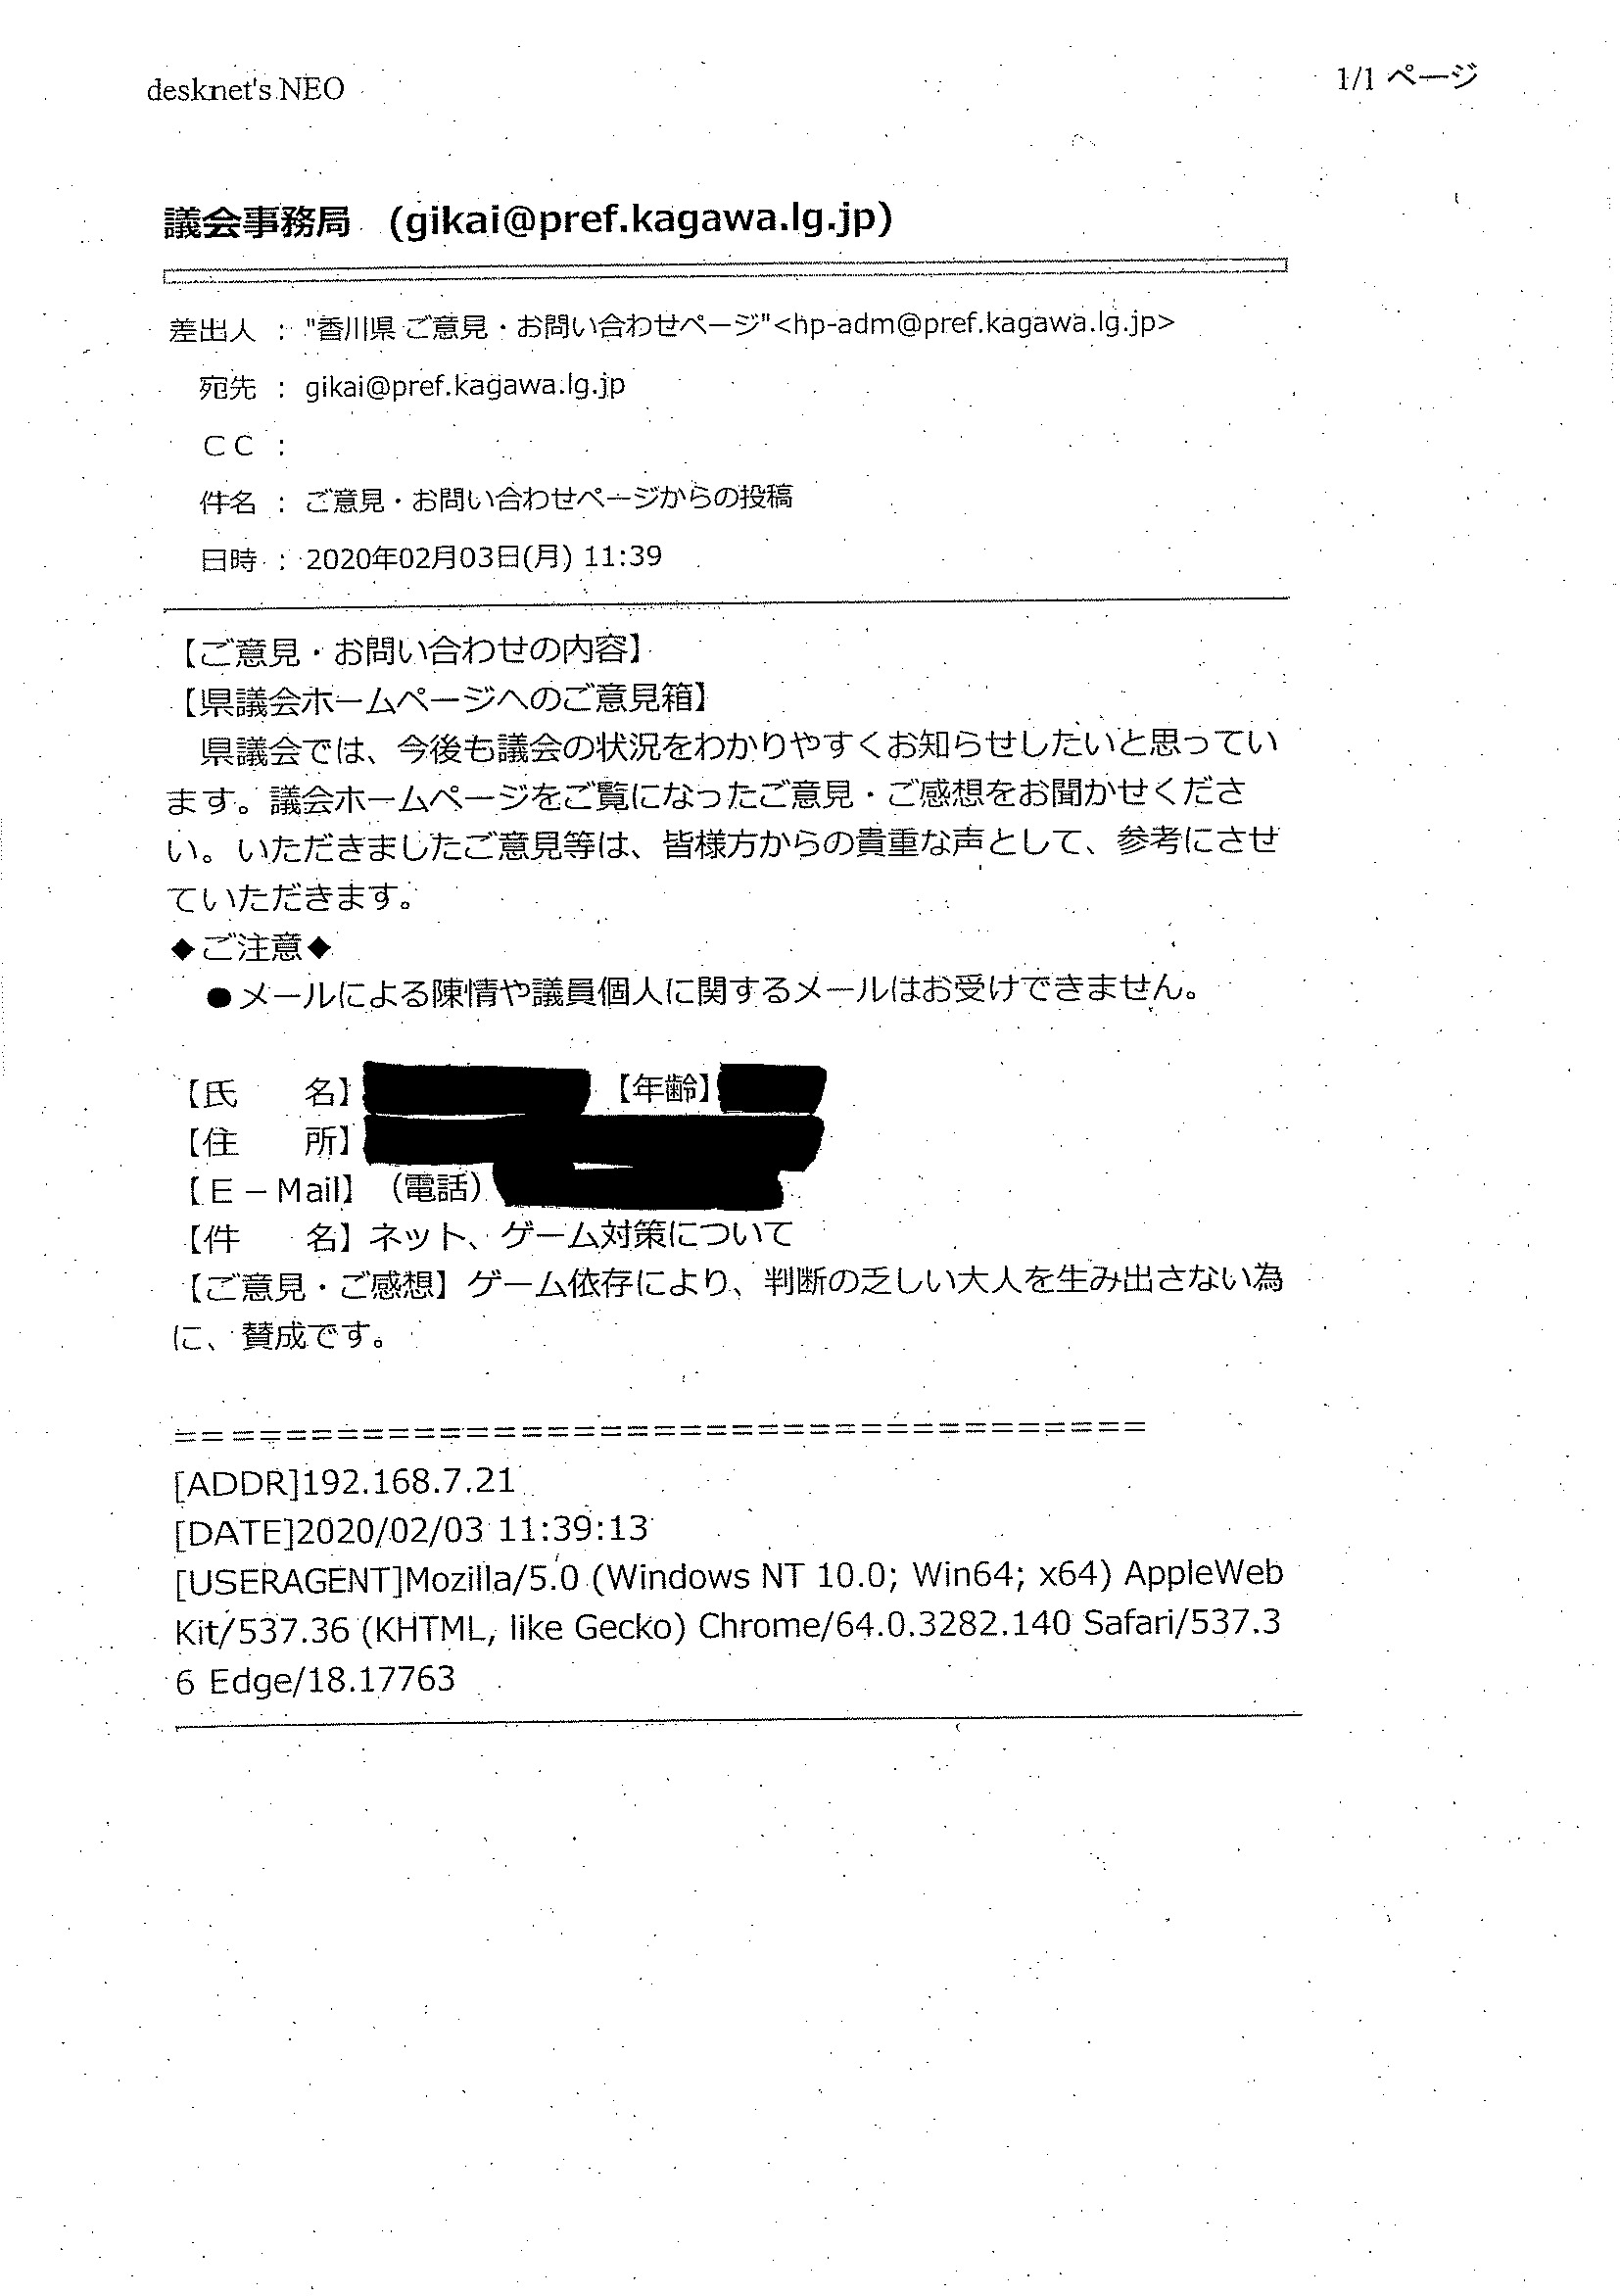 desknet's NEO
1/1 ページ
議会事務局 (gikai@pref.kagawa.lg.jp)
差出人 : "香川県 ご意見・お問い合わせページ"<hp-adm@pref.kagawa.lg.jp>
宛先 : gikai@pref.kagawa.lg.jp
CC :
件名 : ご意見・お問い合わせページからの投稿
日時 : 2020年02月03日(月) 11:39
【ご意見・お問い合わせの内容】
【県議会ホームページへのご意見箱】
県議会では、今後も議会の状況をわかりやすくお知らせしたいと思ってい
ます。議会ホームページをご覧になったご意見・ご感想をお聞かせくださ
い。いただきましたご意見等は、皆様方からの貴重な声として、参考にさせ
ていただきます。
◆ご注意◆
●メールによる陳情や議員個人に関するメールはお受けできません。
【氏　　名】 【年齢】
【住　　所】
【E－Mail】（電話）
【件　　名】ネット、ゲーム対策について
【ご意見・ご感想】ゲーム依存により、判断の乏しい大人を生み出さない為
に、賛成です。
=====================================
[ADDR]192.168.7.21
[DATE]2020/02/03 11:39:13
[USERAGENT]Mozilla/5.0 (Windows NT 10.0; Win64; x64) AppleWeb
Kit/537.36 (KHTML, like Gecko) Chrome/64.0.3282.140 Safari/537.3
6 Edge/18.17763